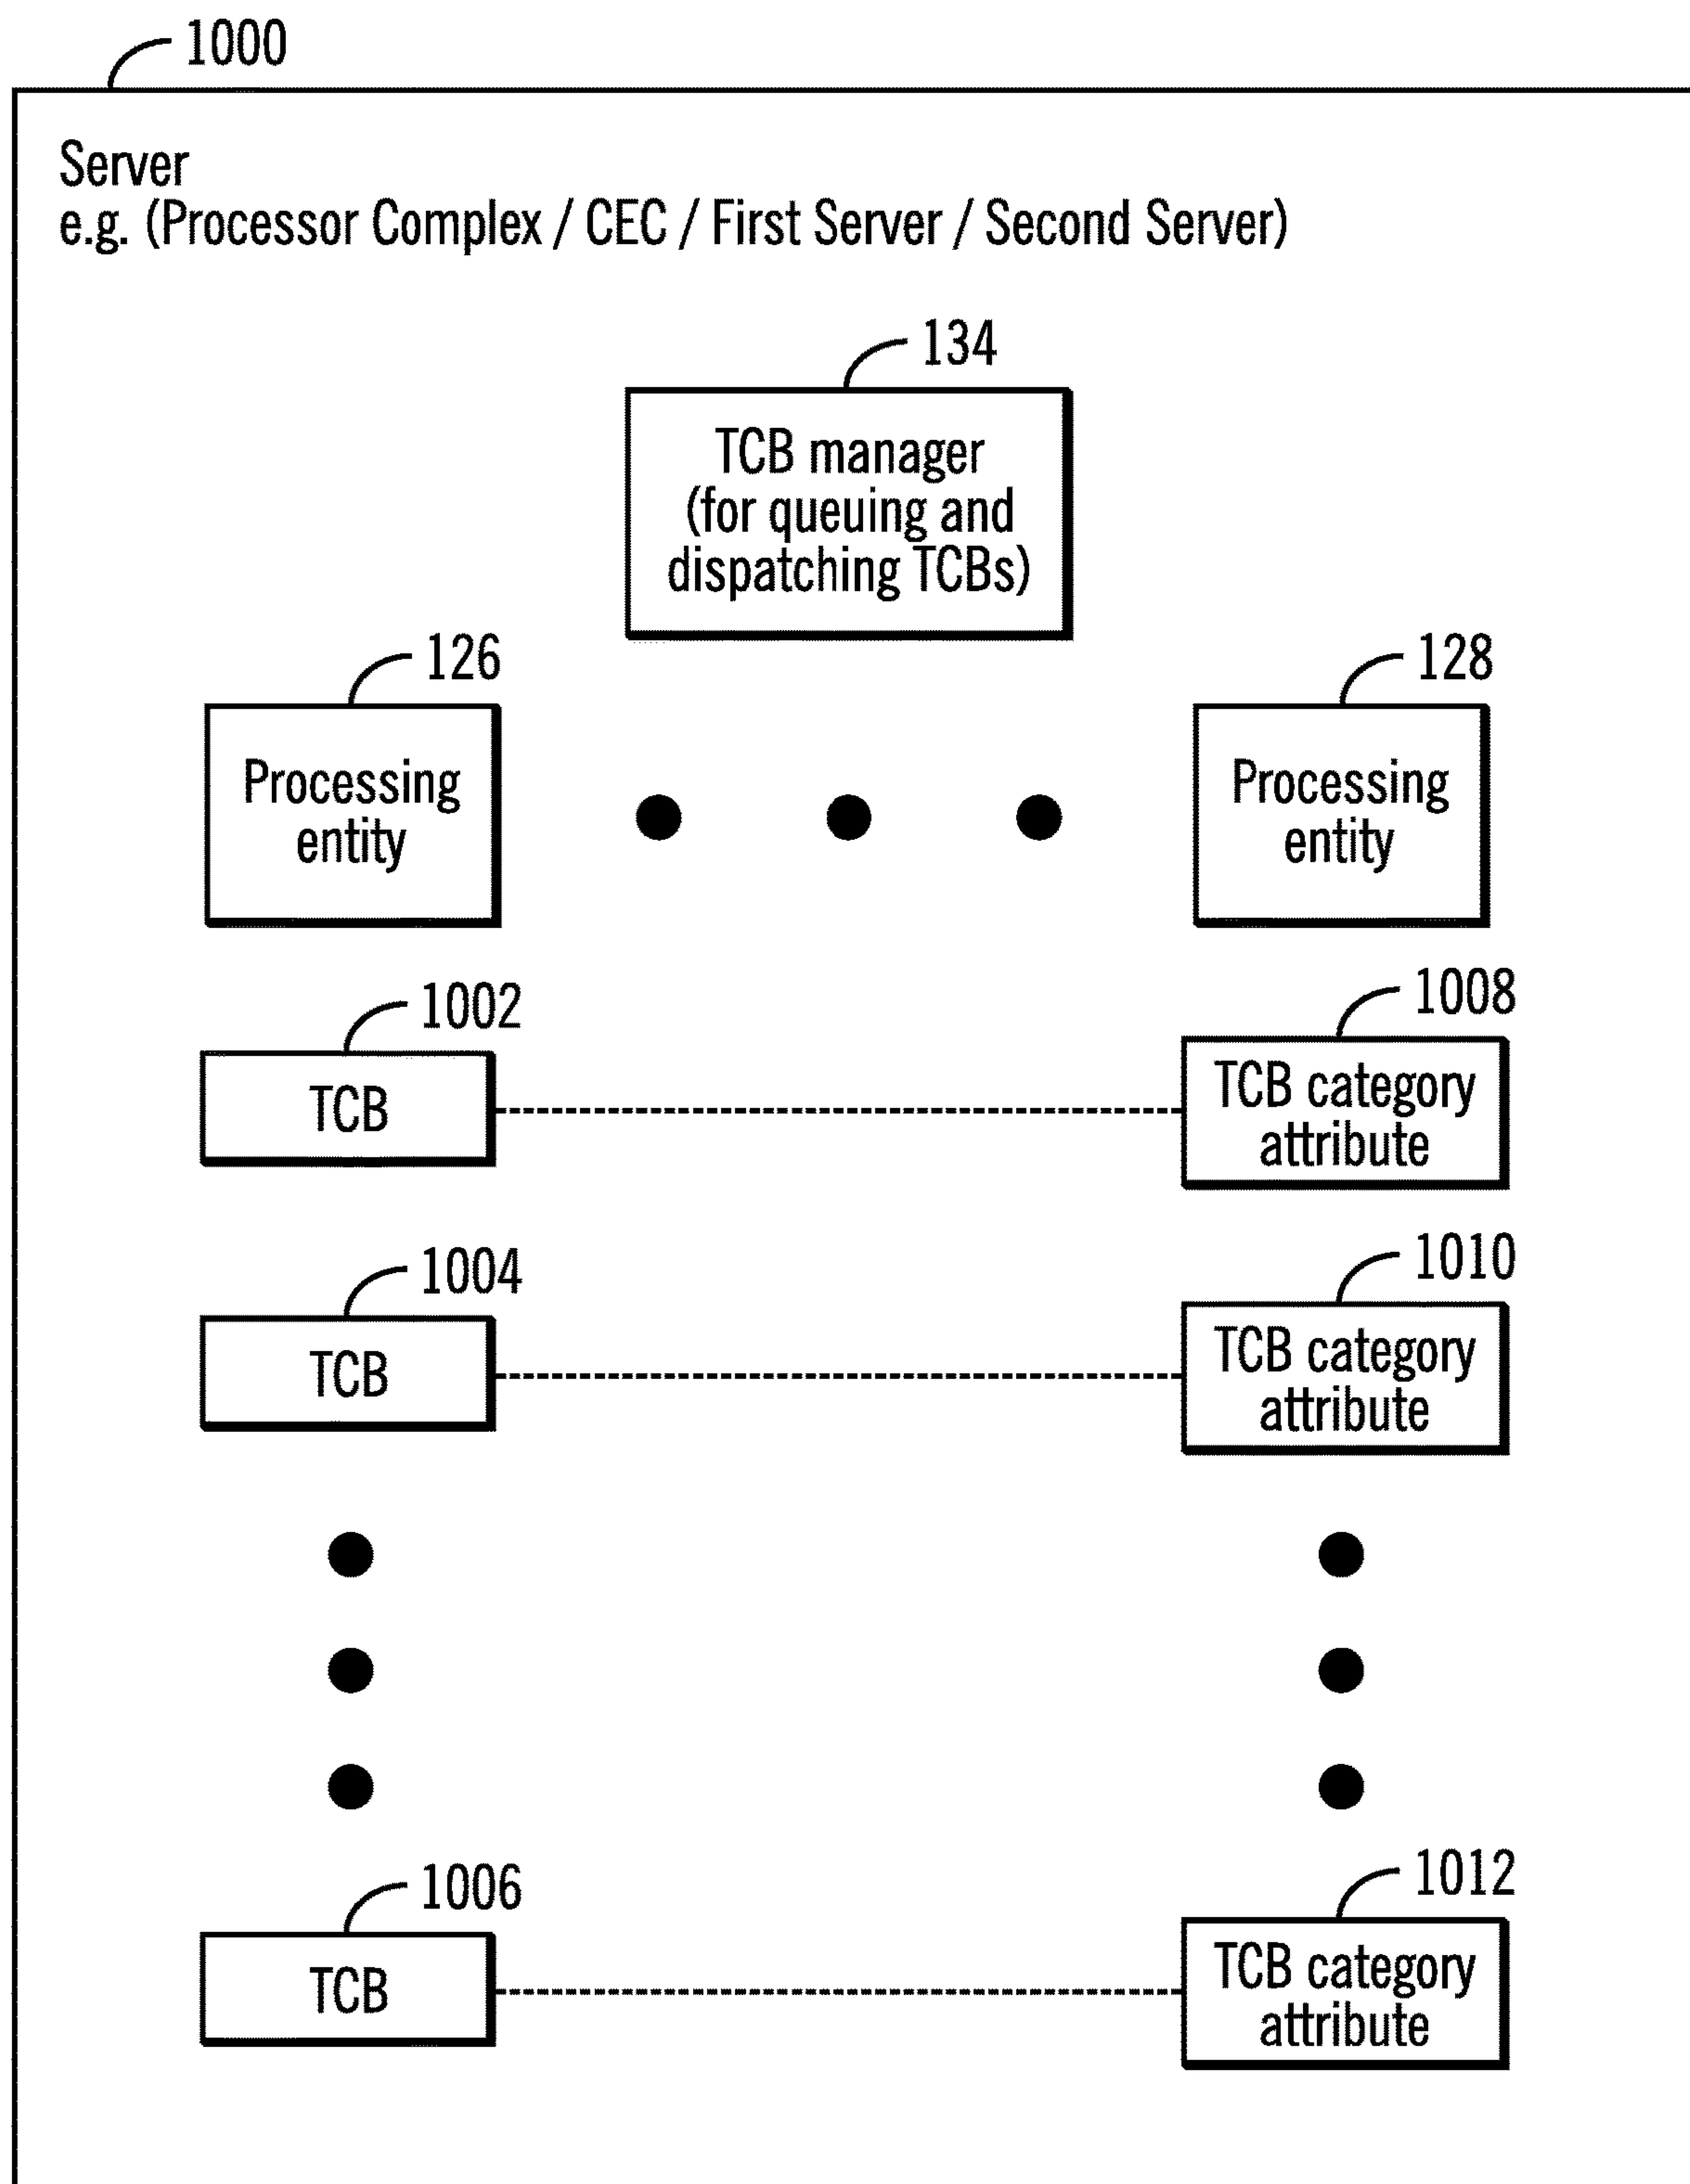 1000
Server
e.g. (Processor Complex / CEC / First Server / Second Server)
134
TCB manager
(for queuing and
dispatching TCBs)
126
128
Processing
entity
Processing
entity
1002
1008
TCB
TCB category
attribute
1004
1010
TCB
TCB category
attribute
1006
1012
TCB
TCB category
attribute